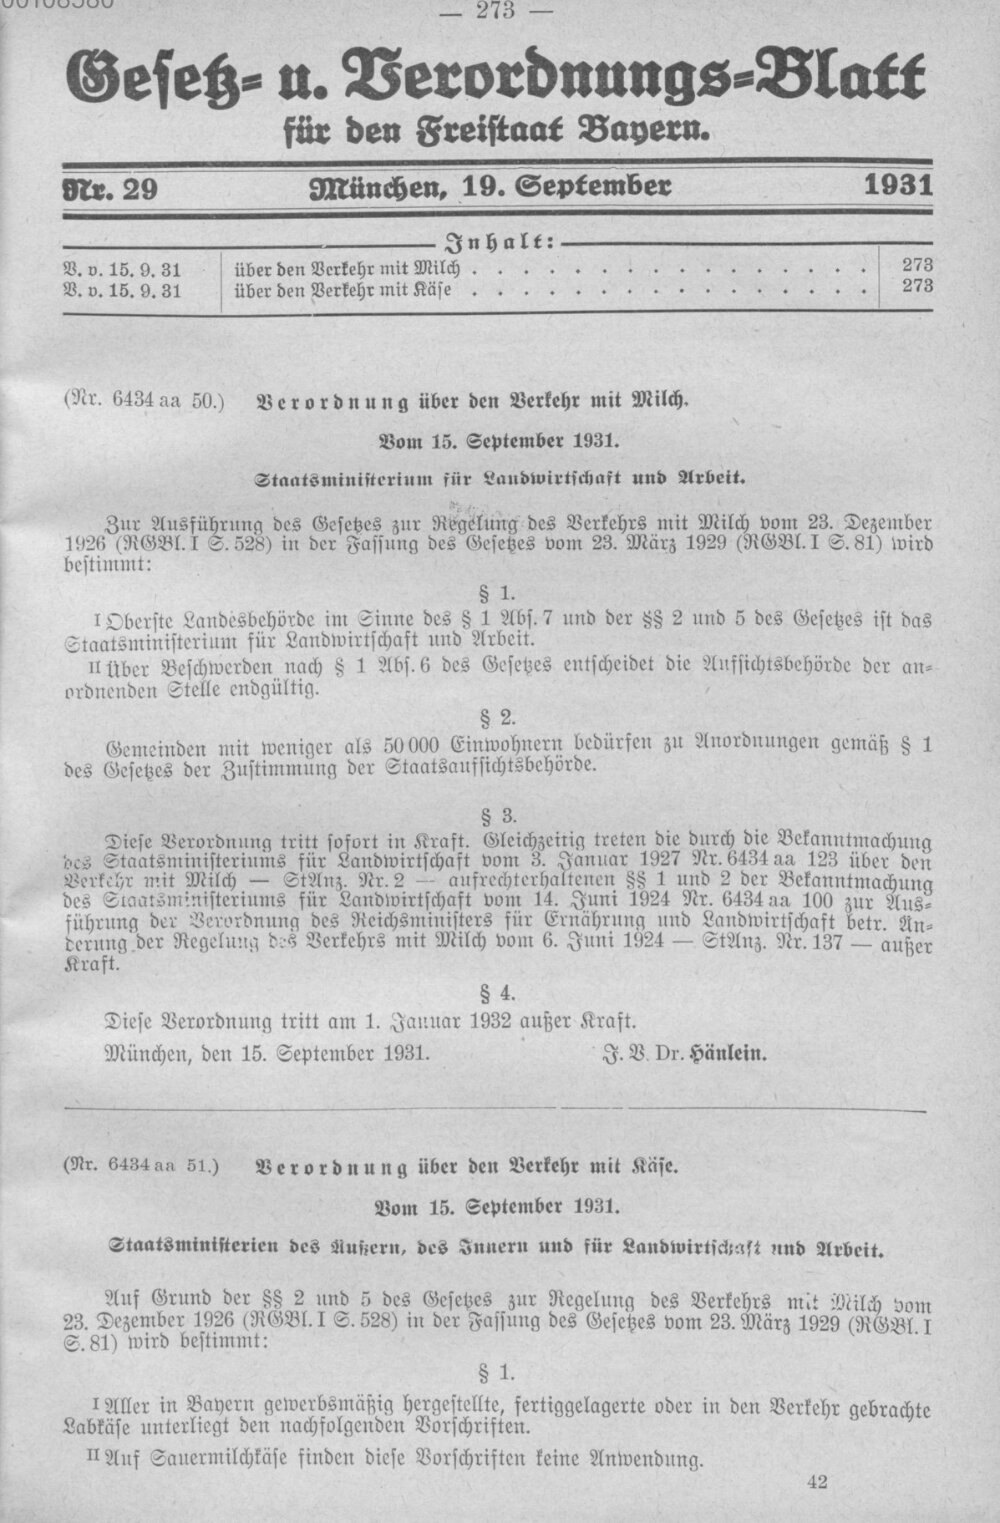 00108580
— 273 —
Gesetz- u. Verordnungs-Blatt
für den Freistaat Bayern.
Nr. 29 München, 19. September 1931
Inhalt:
V. v. 15. 9. 31 über den Verkehr mit Milch . . . . . . . . . . . . . . . . 273
V. v. 15. 9. 31 über den Verkehr mit Käse . . . . . . . . . . . . . . . . 273
(Nr. 6434 aa 50.) Verordnung über den Verkehr mit Milch.
Vom 15. September 1931.
Staatsministerium für Landwirtschaft und Arbeit.
Zur Ausführung des Gesetzes zur Regelung des Verkehrs mit Milch vom 23. Dezember
1926 (RGBl. I S. 528) in der Fassung des Gesetzes vom 23. März 1929 (RGBl. I S. 81) wird
bestimmt:
§ 1.
I Oberste Landesbehörde im Sinne des § 1 Abs. 7 und der §§ 2 und 5 des Gesetzes ist das
Staatsministerium für Landwirtschaft und Arbeit.
II Über Beschwerden nach § 1 Abs. 6 des Gesetzes entscheidet die Aufsichtsbehörde der an-
ordnenden Stelle endgültig.
§ 2.
Gemeinden mit weniger als 50 000 Einwohnern bedürfen zu Anordnungen gemäß § 1
des Gesetzes der Zustimmung der Staatsaufsichtsbehörde.
§ 3.
Diese Verordnung tritt sofort in Kraft. Gleichzeitig treten die durch die Bekanntmachung
des Staatsministeriums für Landwirtschaft vom 3. Januar 1927 Nr. 6434 aa 123 über den
Verkehr mit Milch — StAnz. Nr. 2 — aufrechterhaltenen §§ 1 und 2 der Bekanntmachung
des Staatsministeriums für Landwirtschaft vom 14. Juni 1924 Nr. 6434 aa 100 zur Aus-
führung der Verordnung des Reichsministers für Ernährung und Landwirtschaft betr. Än-
derung der Regelung des Verkehrs mit Milch vom 6. Juni 1924 — StAnz. Nr. 137 — außer
Kraft.
§ 4.
Diese Verordnung tritt am 1. Januar 1932 außer Kraft.
München, den 15. September 1931. J. V. Dr. Hänlein.
(Nr. 6434 aa 51.) Verordnung über den Verkehr mit Käse.
Vom 15. September 1931.
Staatsministerien des Äußern, des Innern und für Landwirtschaft und Arbeit.
Auf Grund der §§ 2 und 5 des Gesetzes zur Regelung des Verkehrs mit Milch vom
23. Dezember 1926 (RGBl. I S. 528) in der Fassung des Gesetzes vom 23. März 1929 (RGBl. I
S. 81) wird bestimmt:
§ 1.
I Aller in Bayern gewerbsmäßig hergestellte, fertiggelagerte oder in den Verkehr gebrachte
Labkäse unterliegt den nachfolgenden Vorschriften.
II Auf Sauermilchkäse finden diese Vorschriften keine Anwendung.
42